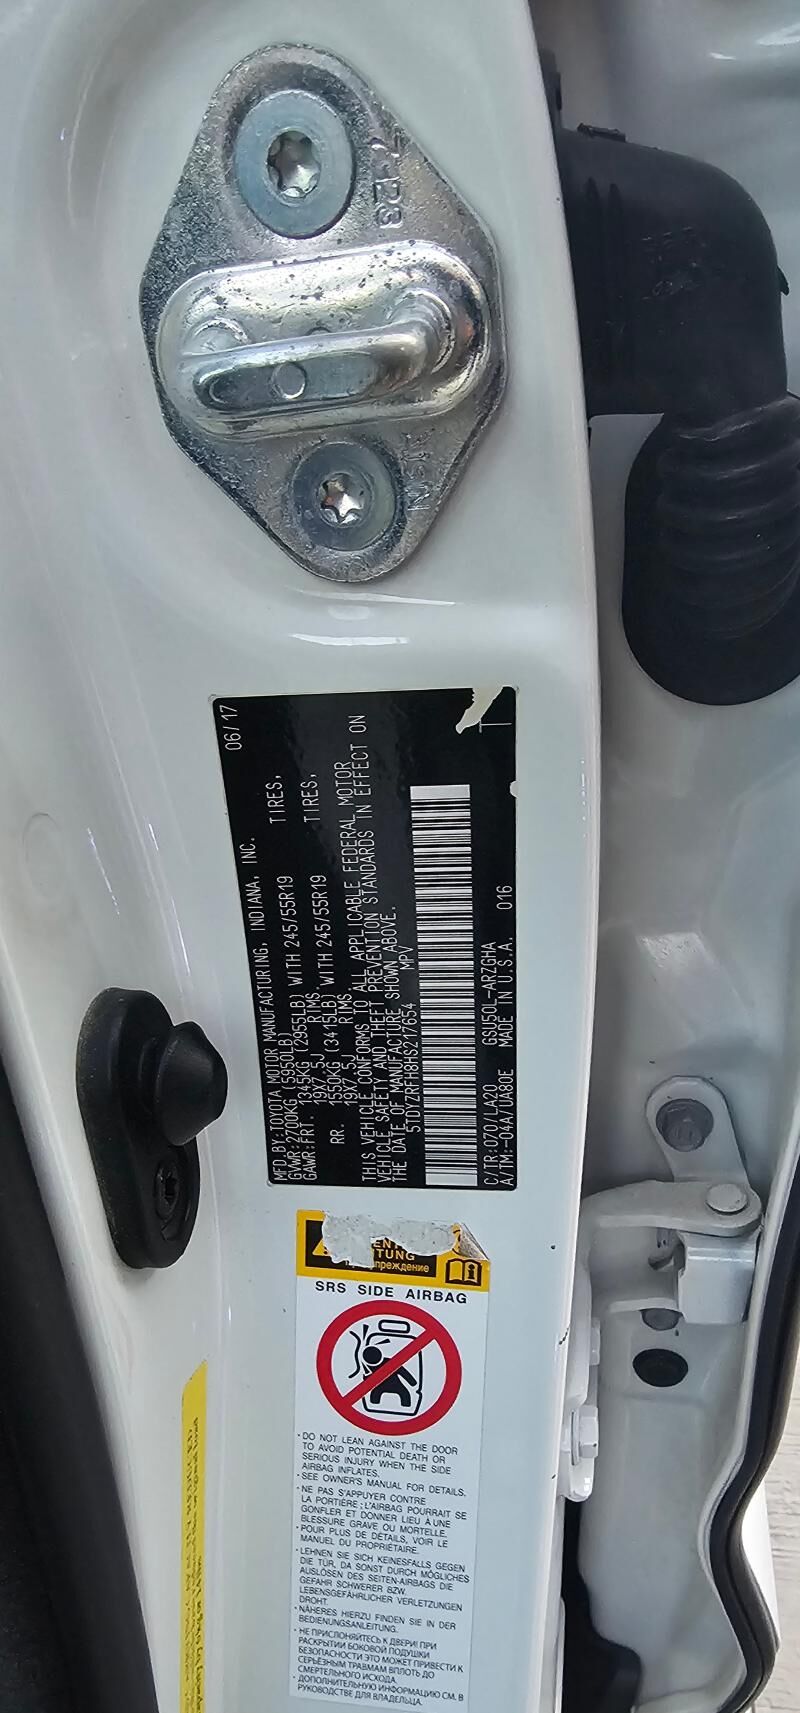 7-23
06/17
MFD.BY:TOYOTA MOTOR MANUFACTURING, INDIANA, INC.
GVWR:2700KG (5950LB)
GAWR:FRT. 1345KG (2955LB) WITH 245/55R19 TIRES,
19X7.5J RIMS,
RR. 1550KG (3415LB) WITH 245/55R19 TIRES,
19X7.5J RIMS
THIS VEHICLE CONFORMS TO ALL APPLICABLE FEDERAL MOTOR
VEHICLE SAFETY AND THEFT PREVENTION STANDARDS IN EFFECT ON
THE DATE OF MANUFACTURE SHOWN ABOVE.
5TDYZRFH8HS217654 MPV
C/TR:070/LA20 GSU50L-ARZGHA 016
A/TM:-04A/UA80E MADE IN U.S.A.
T
SRS SIDE AIRBAG
· DO NOT LEAN AGAINST THE DOOR
TO AVOID POTENTIAL DEATH OR
SERIOUS INJURY WHEN THE SIDE
AIRBAG INFLATES.
· SEE OWNER'S MANUAL FOR DETAILS.
· NE PAS S'APPUYER CONTRE
LA PORTIÈRE ; L'AIRBAG POURRAIT SE
GONFLER ET DONNER LIEU À UNE
BLESSURE GRAVE OU MORTELLE.
· POUR PLUS DE DÉTAILS, VOIR LE
MANUEL DU PROPRIÉTAIRE.
· LEHNEN SIE SICH KEINESFALLS GEGEN
DIE TÜR, DA SONST DURCH MÖGLICHES
AUSLÖSEN DES SEITEN-AIRBAGS DIE
GEFAHR SCHWERER BZW.
LEBENSGEFÄHRLICHER VERLETZUNGEN
DROHT.
· NÄHERES HIERZU FINDEN SIE IN DER
BEDIENUNGSANLEITUNG.
· НЕ ПРИСЛОНЯЙТЕСЬ К ДВЕРИ! ПРИ
РАСКРЫТИИ БОКОВОЙ ПОДУШКИ
БЕЗОПАСНОСТИ ЭТО МОЖЕТ ПРИВЕСТИ К
СЕРЬЁЗНЫМ ТРАВМАМ ВПЛОТЬ ДО
СМЕРТЕЛЬНОГО ИСХОДА.
· ДОПОЛНИТЕЛЬНУЮ ИНФОРМАЦИЮ СМ. В
РУКОВОДСТВЕ ДЛЯ ВЛАДЕЛЬЦА.